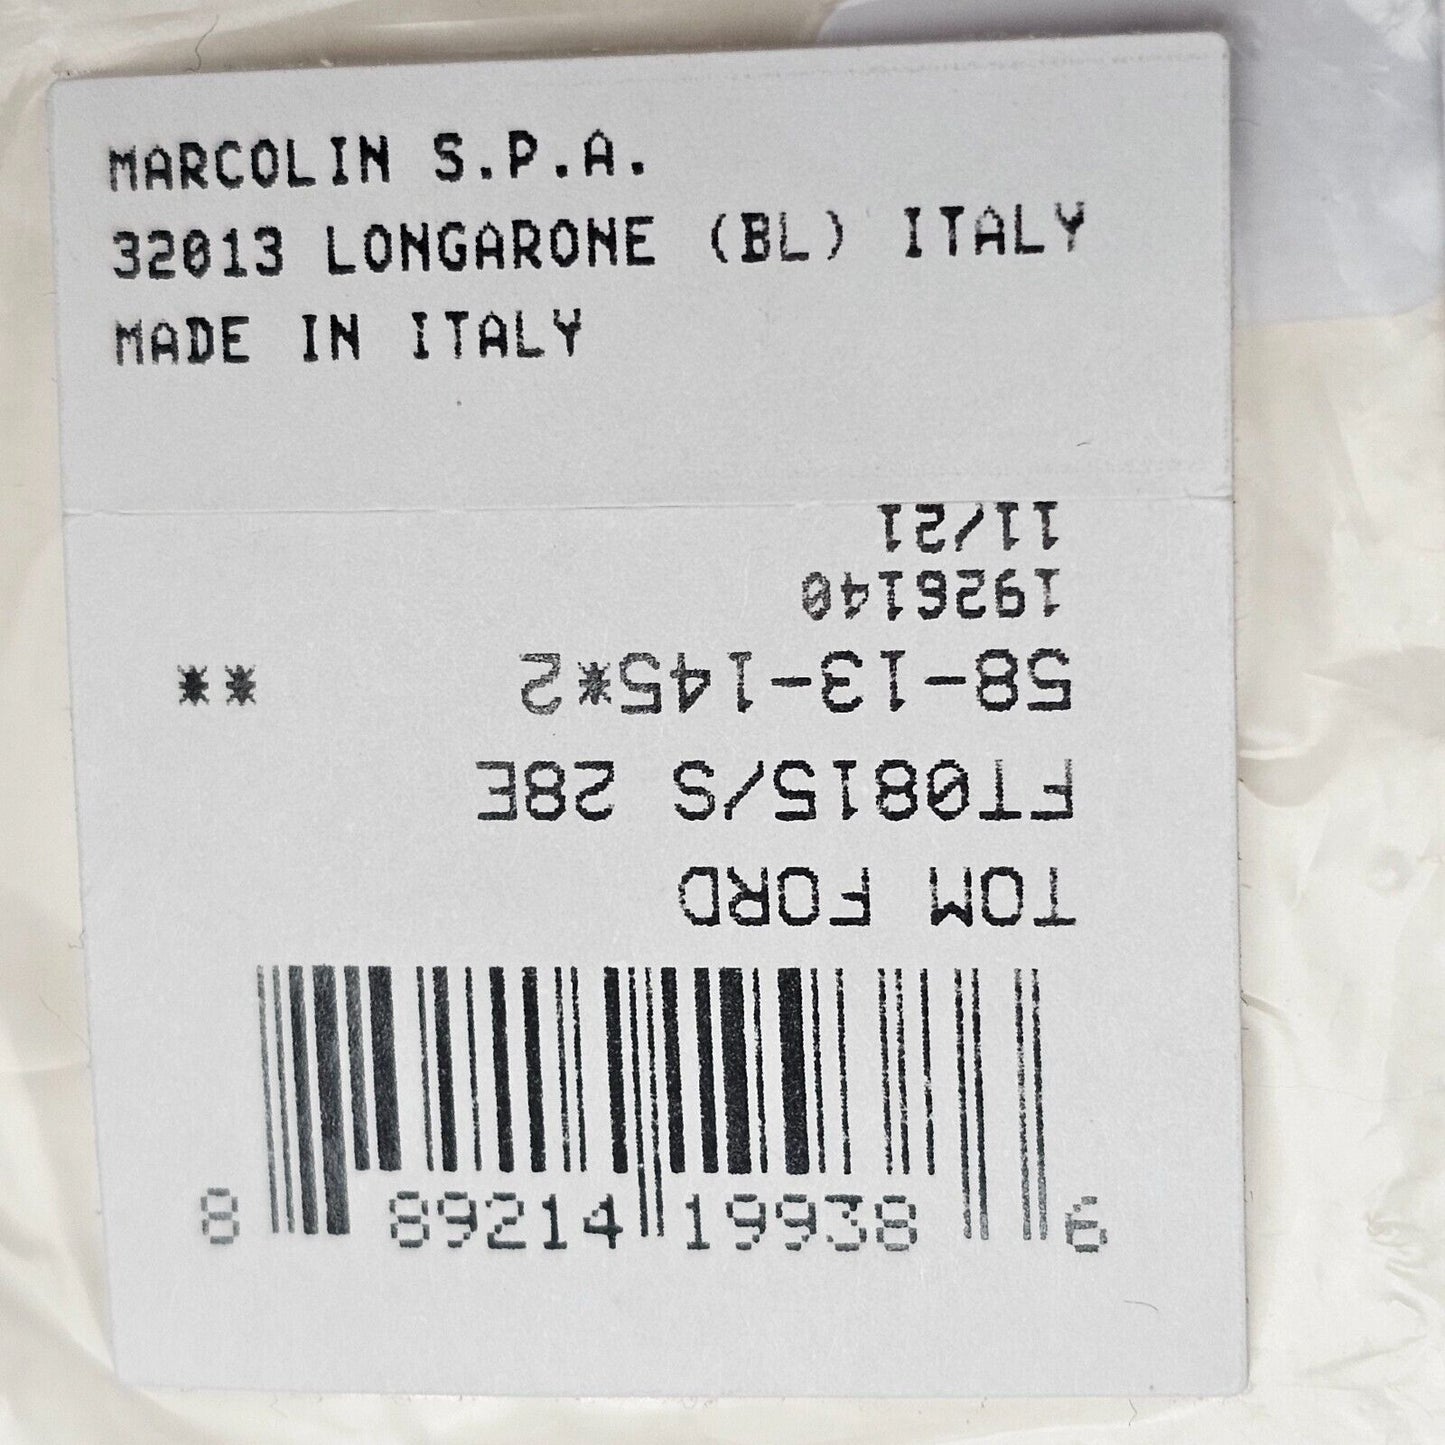 MARCOLIN S.P.A.
32013 LONGARONE (BL) ITALY
MADE IN ITALY
TOM FORD
FT0815/S 28E
58-13-145*2 **
1926140
11/21
8 89214 19938 6